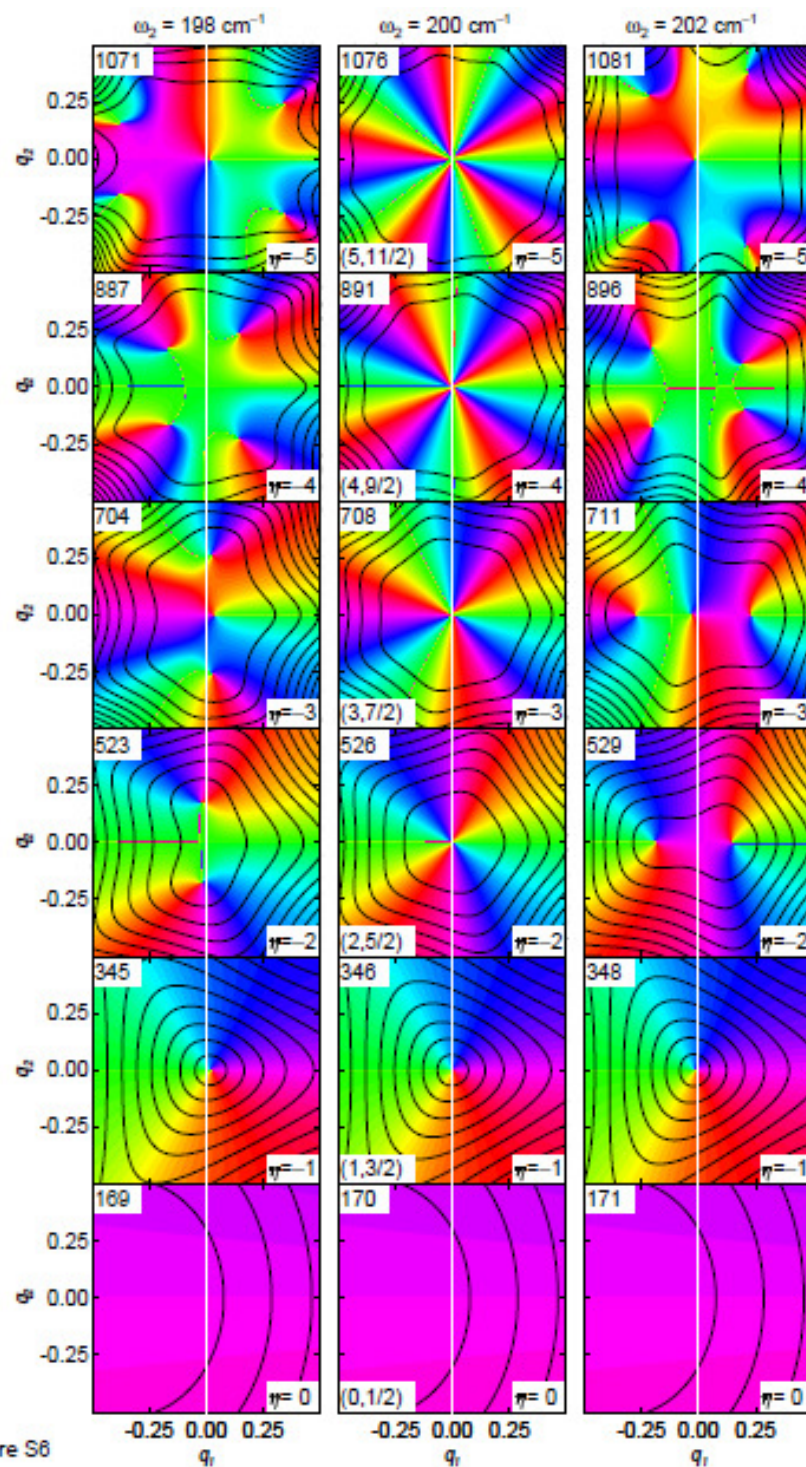 ω₂ = 198 cm⁻¹ ω₂ = 200 cm⁻¹ ω₂ = 202 cm⁻¹
1071 1076 1081
0.25
q₂ 0.00
-0.25
η=−5 (5,11/2) η=−5 η=−5
887 891 896
0.25
q₂ 0.00
-0.25
η=−4 (4,9/2) η=−4 η=−4
704 708 711
0.25
q₂ 0.00
-0.25
η=−3 (3,7/2) η=−3 η=−3
523 526 529
0.25
q₂ 0.00
-0.25
η=−2 (2,5/2) η=−2 η=−2
345 346 348
0.25
q₂ 0.00
-0.25
η=−1 (1,3/2) η=−1 η=−1
169 170 171
0.25
q₂ 0.00
-0.25
η= 0 (0,1/2) η= 0 η= 0
-0.25 0.00 0.25 -0.25 0.00 0.25 -0.25 0.00 0.25
re S6 q₁ q₁ q₁